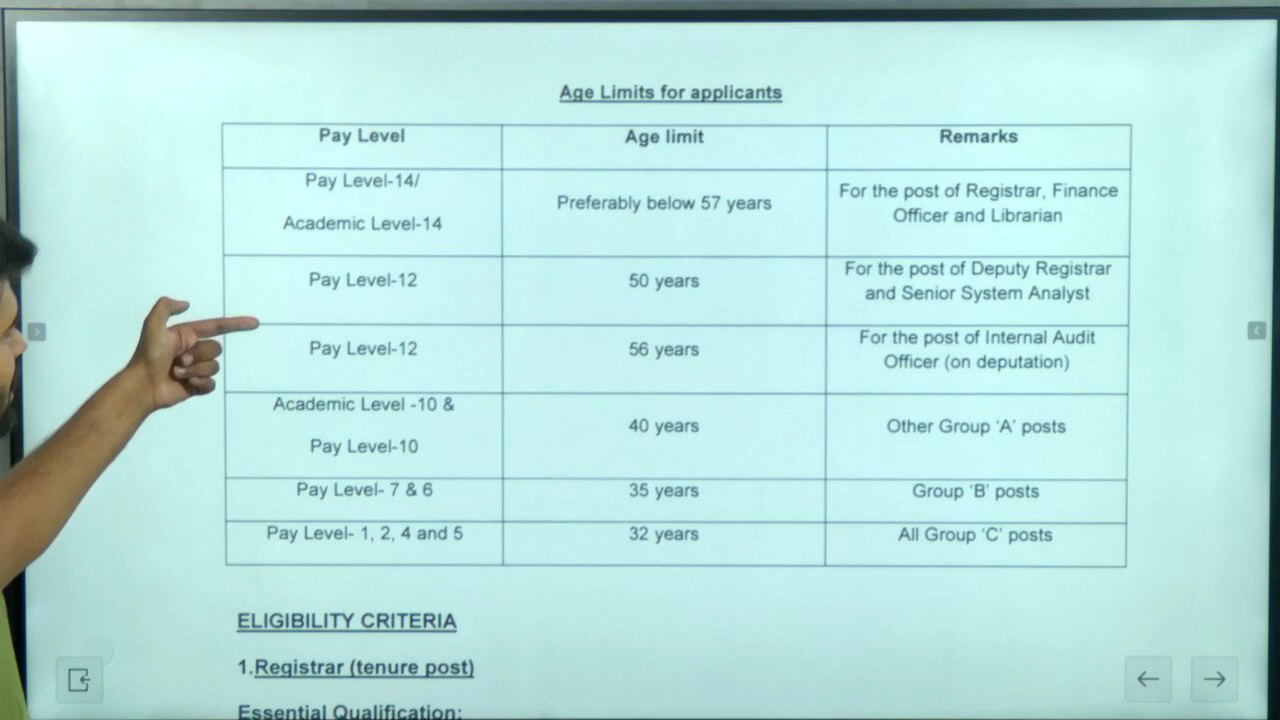 Age Limits for applicants
Pay Level
Age limit
Remarks
Pay Level-14/
Academic Level-14
Preferably below 57 years
For the post of Registrar, Finance
Officer and Librarian
Pay Level-12
50 years
For the post of Deputy Registrar
and Senior System Analyst
Pay Level-12
56 years
For the post of Internal Audit
Officer (on deputation)
Academic Level -10 &
Pay Level-10
40 years
Other Group ‘A’ posts
Pay Level- 7 & 6
35 years
Group ‘B’ posts
Pay Level- 1, 2, 4 and 5
32 years
All Group ‘C’ posts
ELIGIBILITY CRITERIA
1.Registrar (tenure post)
Essential Qualification: